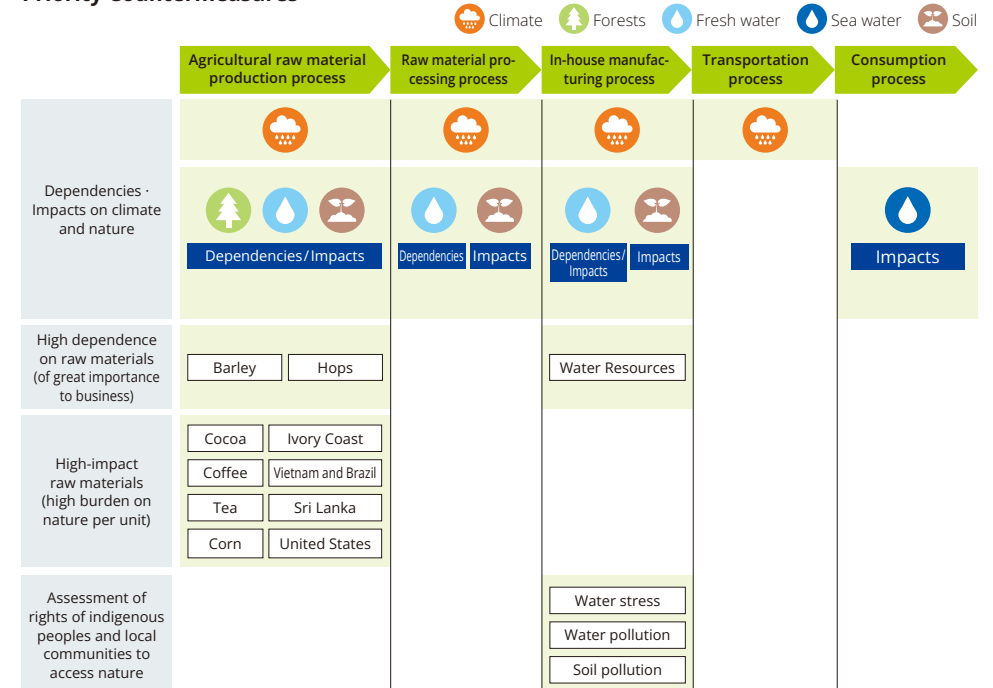 Priority Countermeasures
Climate
Forests
Fresh water
Sea water
Soil
Agricultural raw material
production process
Raw material pro-
cessing process
In-house manufac-
turing process
Transportation
process
Consumption
process
Dependencies ·
Impacts on climate
and nature
Dependencies/Impacts
Dependencies
Impacts
Dependencies/
Impacts
Impacts
Impacts
High dependence
on raw materials
(of great importance
to business)
Barley
Hops
Water Resources
High-impact
raw materials
(high burden on
nature per unit)
Cocoa
Ivory Coast
Coffee
Vietnam and Brazil
Tea
Sri Lanka
Corn
United States
Assessment of
rights of indigenous
peoples and local
communities to
access nature
Water stress
Water pollution
Soil pollution